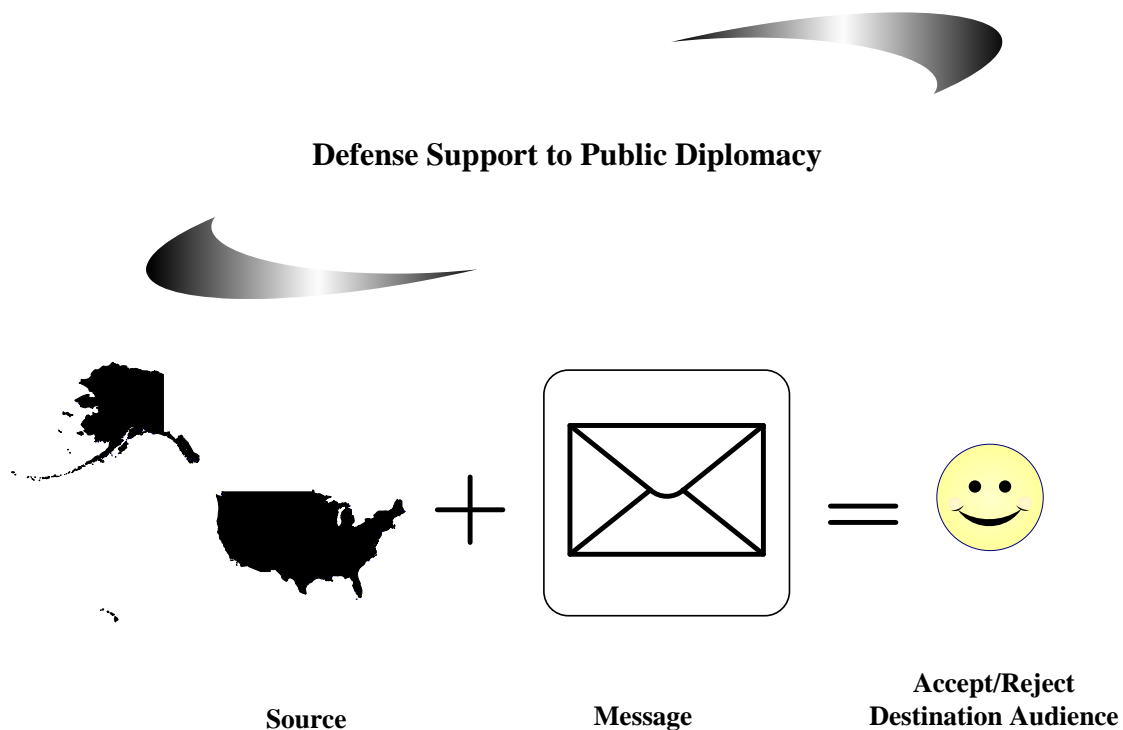 Defense Support to Public Diplomacy
Source
Message
Accept/Reject
Destination Audience